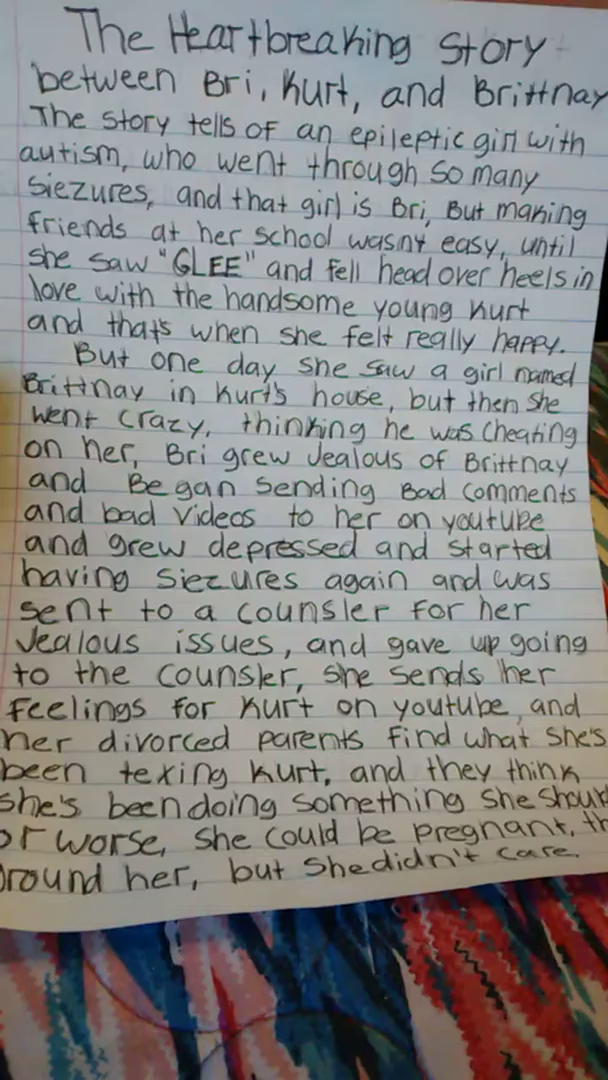 The Heartbreaking Story
between Bri, Kurt, and Brittnay
The story tells of an epileptic girl with
autism, who went through so many
siezures, and that girl is Bri, But making
friends at her school wasn't easy, until
she saw "GLEE" and fell head over heels in
love with the handsome young Kurt
and that's when she felt really happy.
But one day she saw a girl named
Brittnay in Kurt's house, but then she
went crazy, thinking he was cheating
on her, Bri grew Jealous of Brittnay
and Began sending Bad comments
and bad videos to her on youtube
and grew depressed and started
having siezures again and was
sent to a counsler for her
Jealous issues, and gave up going
to the counsler, she sends her
feelings for Kurt on youtube, and
her divorced parents find what she's
been texing Kurt, and they think
she's been doing something she
or worse, she could be pregnant,
round her, but she didn't care.